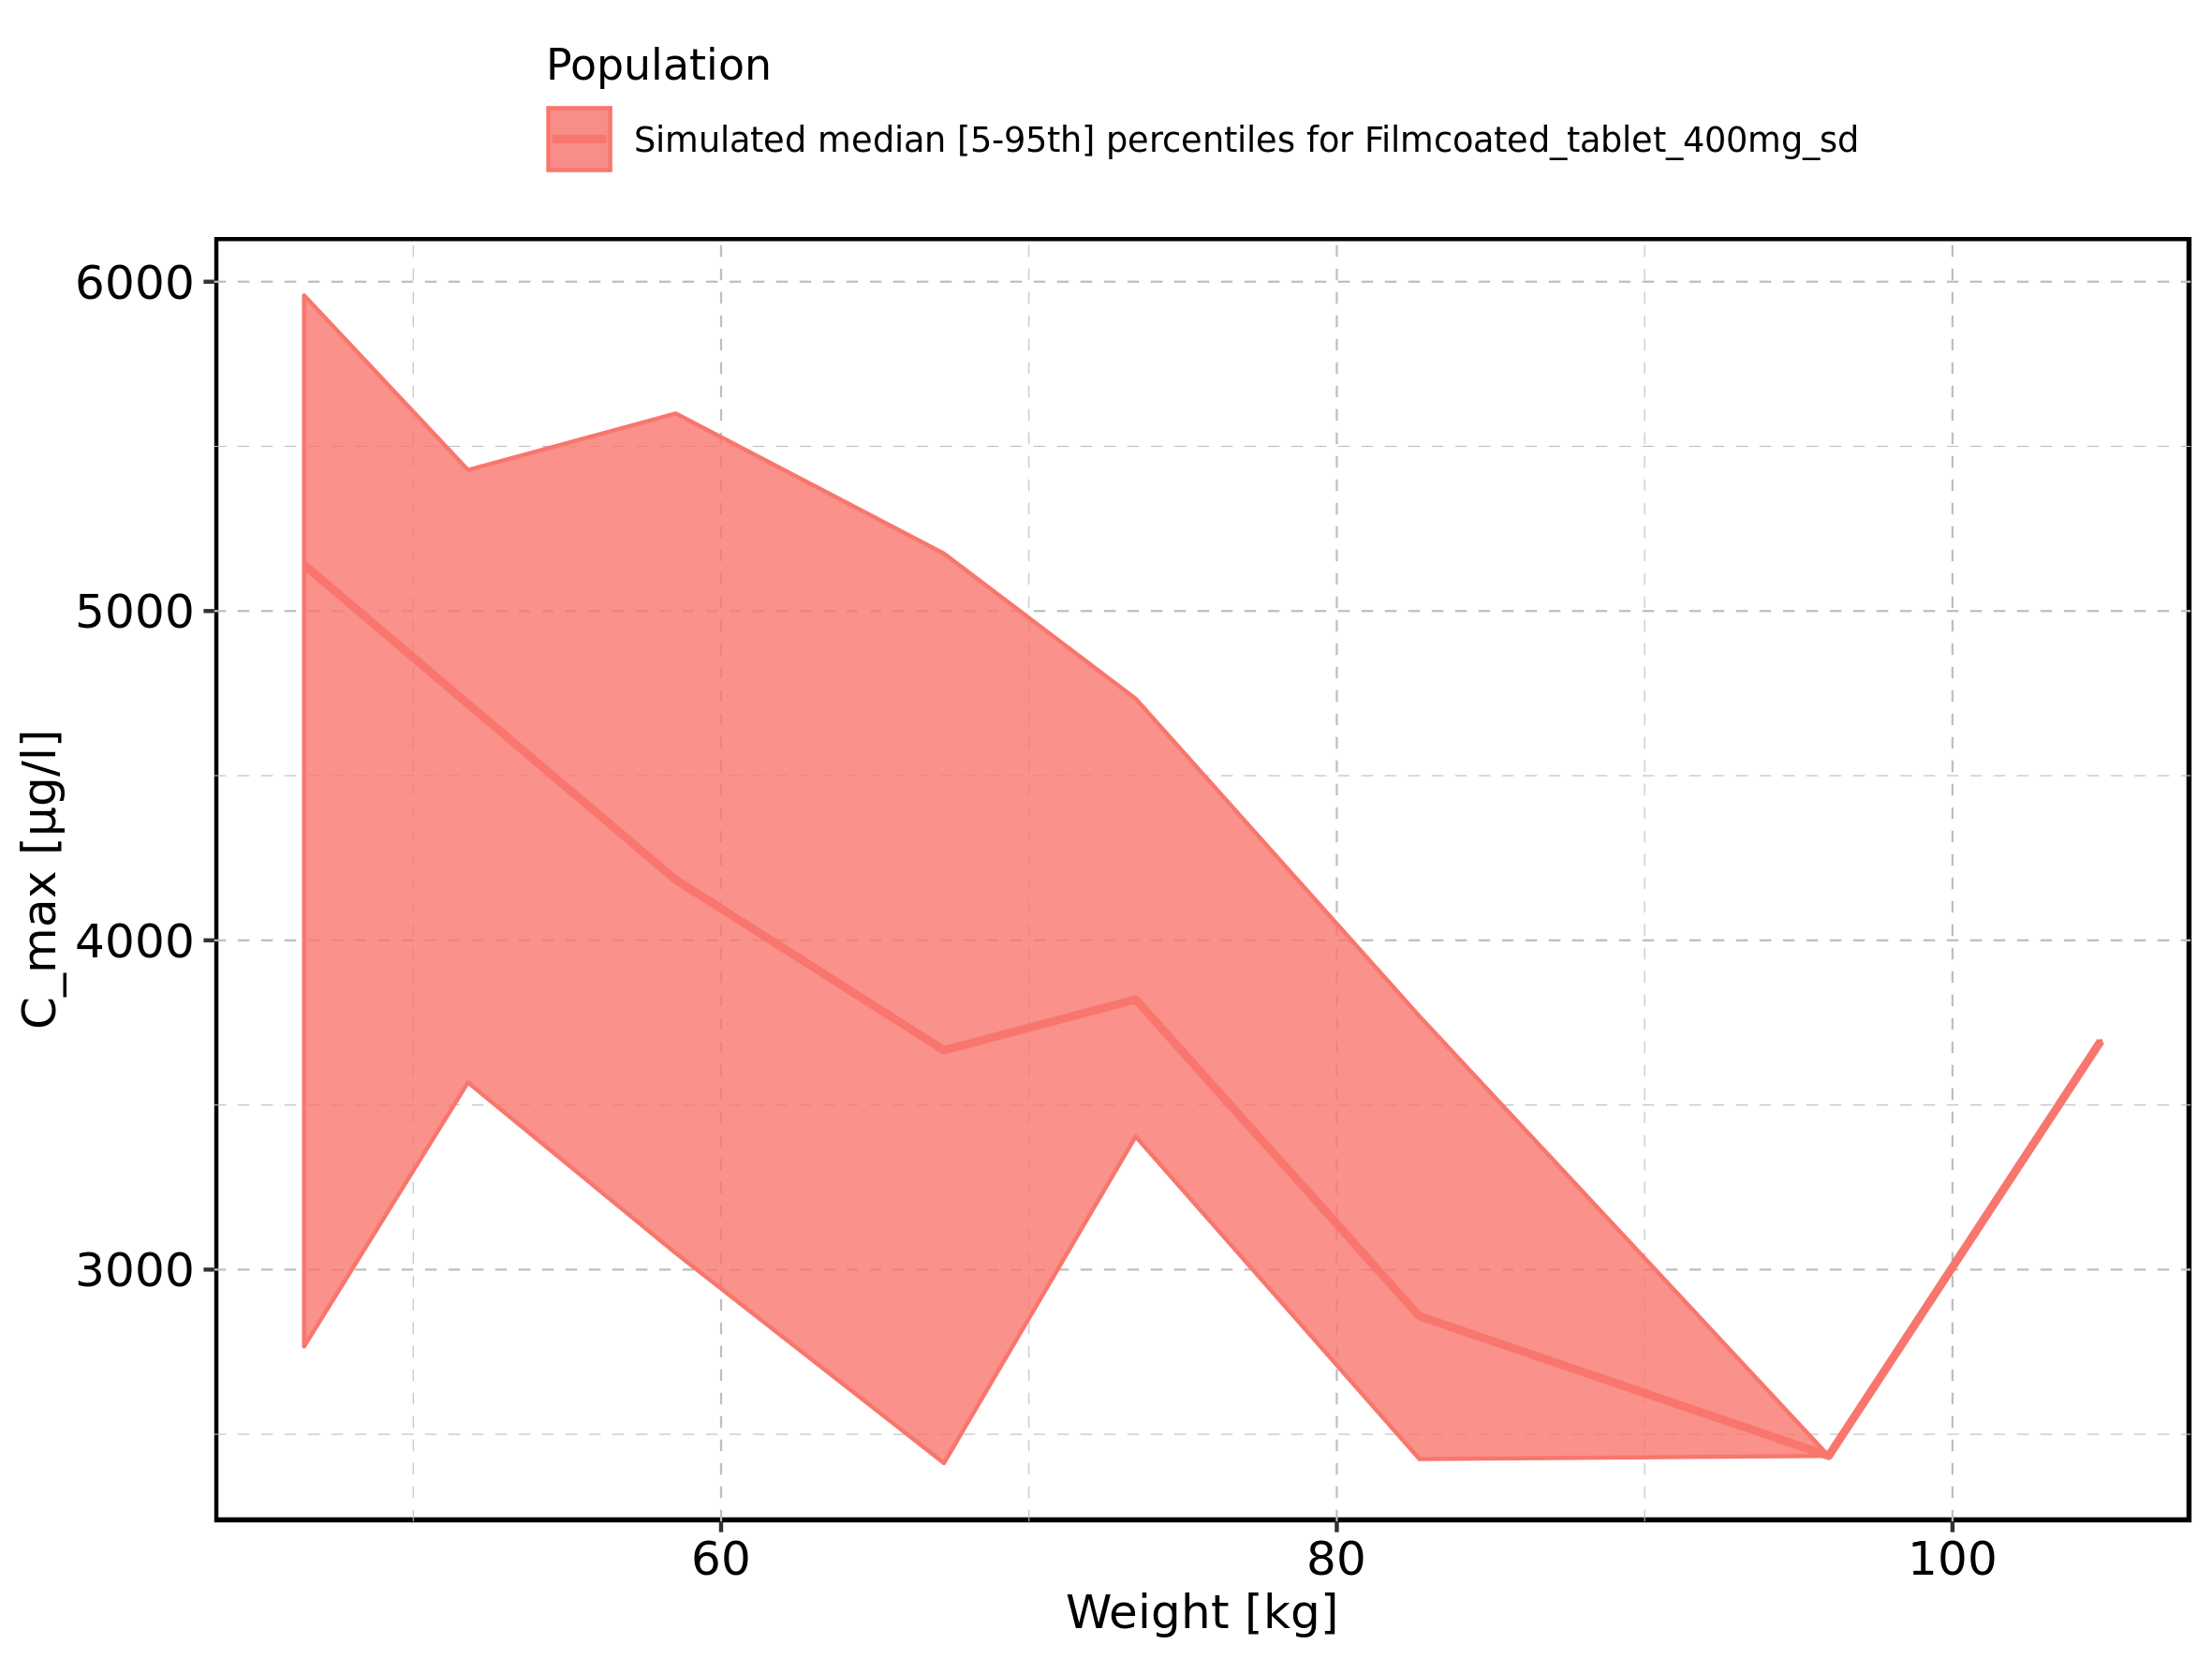 Population
Simulated median [5-95th] percentiles for Filmcoated_tablet_400mg_sd
6000
5000
4000
3000
C_max [µg/l]
60 80 100
Weight [kg]